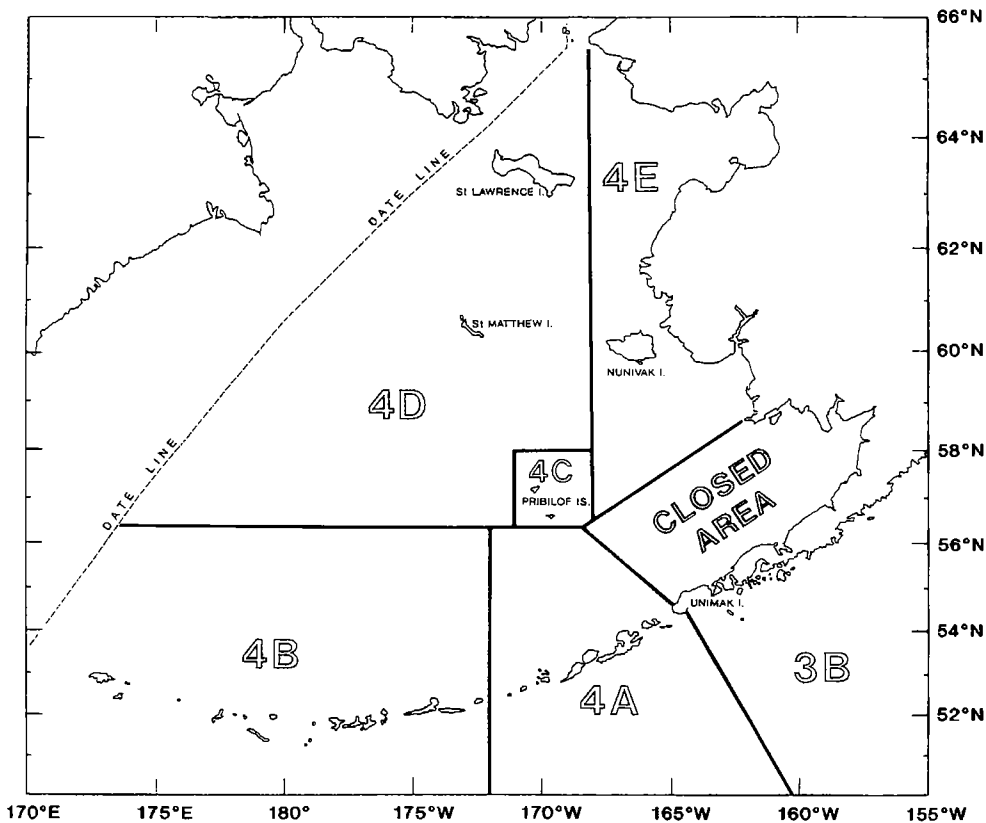 66°N
64°N
4E
DATE LINE
St LAWRENCE I.
62°N
St MATTHEW I.
60°N
NUNIVAK I.
4D
58°N
DATE LINE
4C
PRIBILOF IS.
CLOSED
AREA
56°N
UNIMAK I.
54°N
4B
3B
4A
52°N
170°E
175°E
180°
175°W
170°W
165°W
160°W
155°W